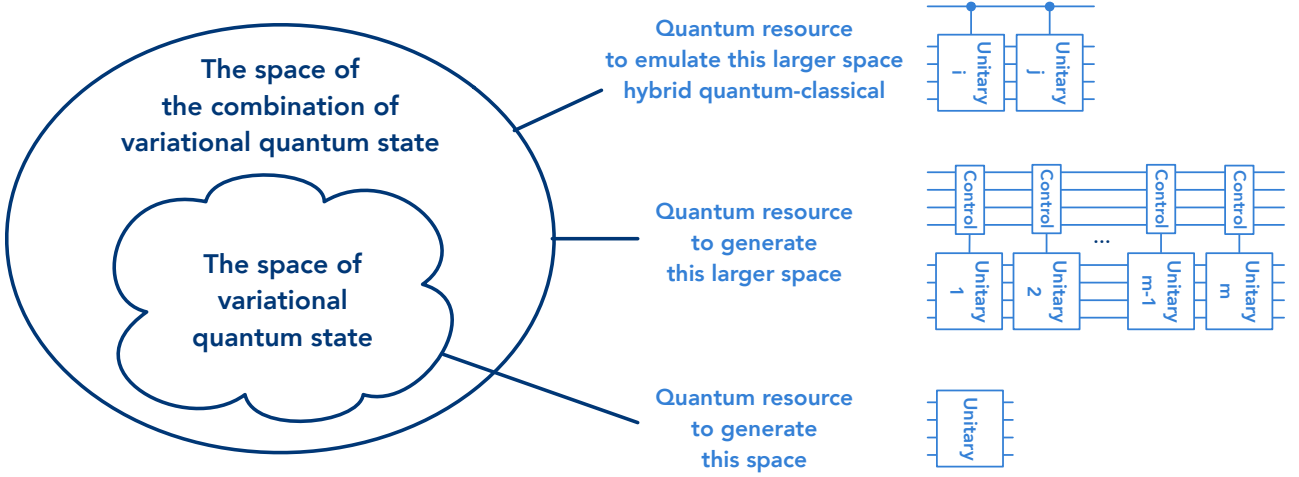 The space of
the combination of
variational quantum state
The space of
variational
quantum state
Quantum resource
to emulate this larger space
hybrid quantum-classical
Unitary
i
Unitary
j
Quantum resource
to generate
this larger space
Control
Control
...
Control
Control
Unitary
1
Unitary
2
Unitary
m-1
Unitary
m
Quantum resource
to generate
this space
Unitary